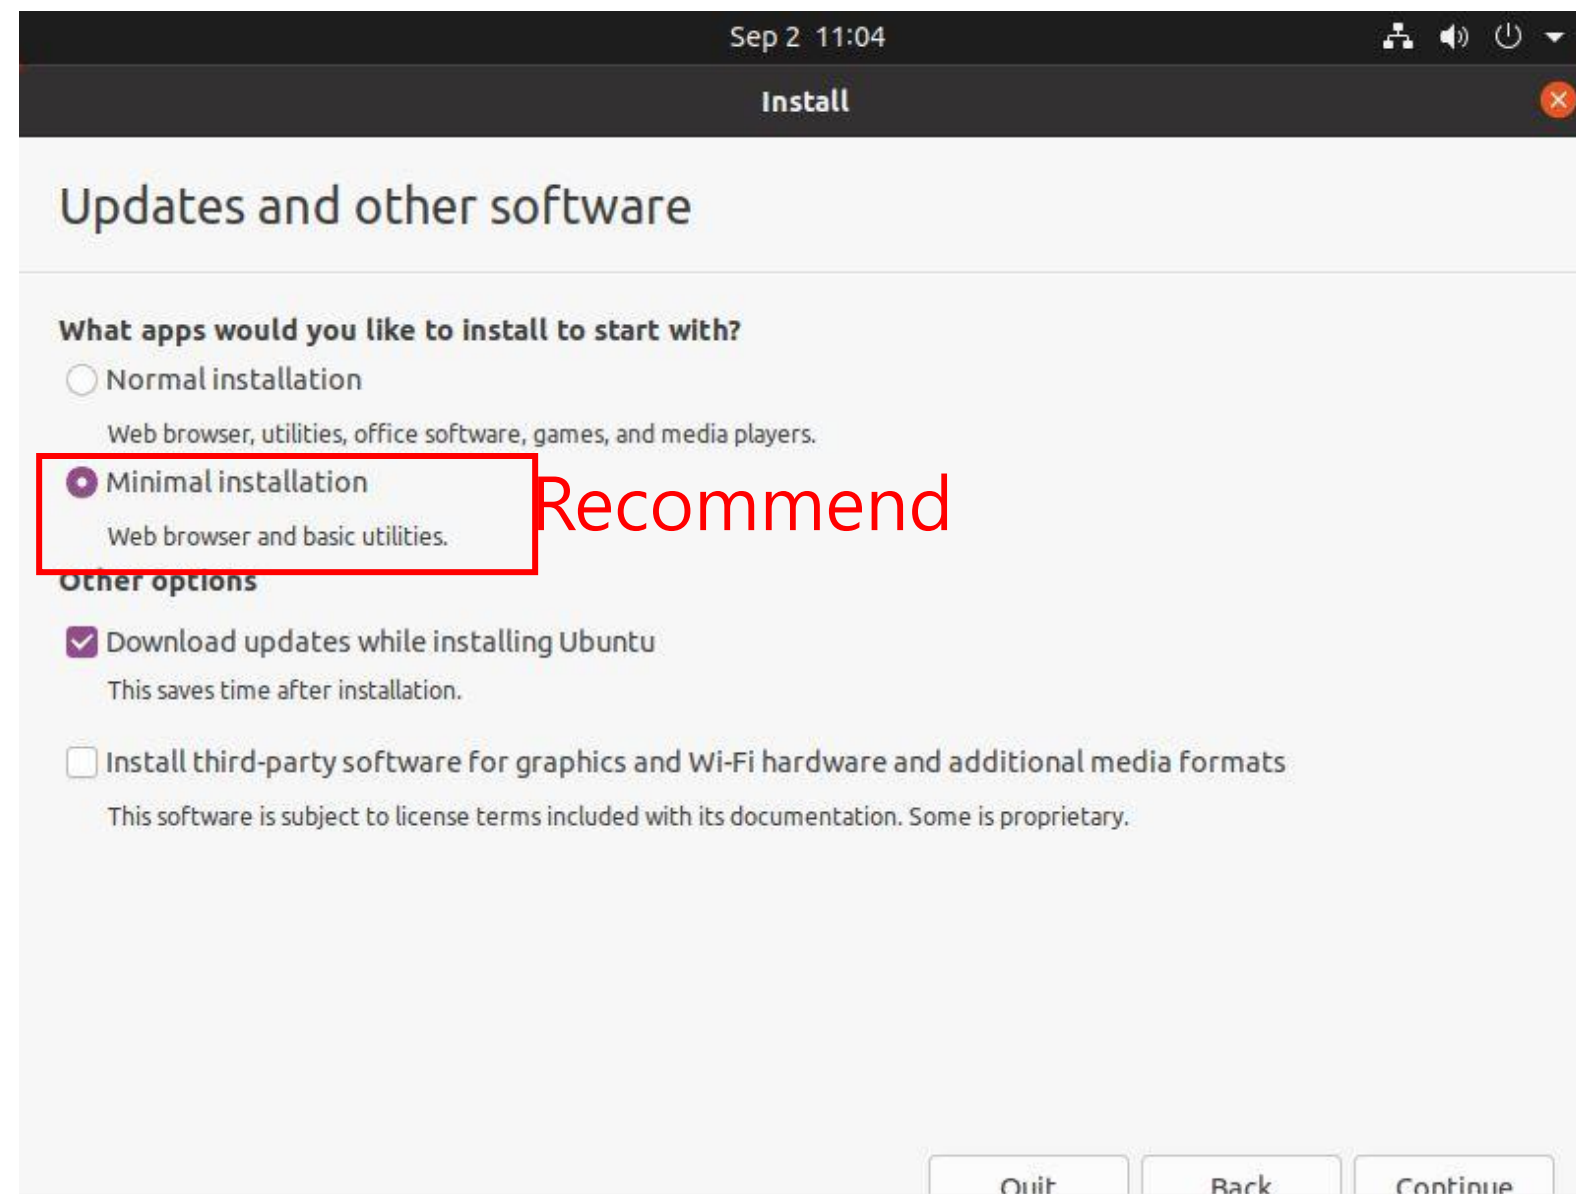 Sep 2 11:04
Install
Updates and other software
What apps would you like to install to start with?
Normal installation
Web browser, utilities, office software, games, and media players.
Minimal installation
Recommend
Web browser and basic utilities.
Other options
Download updates while installing Ubuntu
This saves time after installation.
Install third-party software for graphics and Wi-Fi hardware and additional media formats
This software is subject to license terms included with its documentation. Some is proprietary.
Quit Back Continue